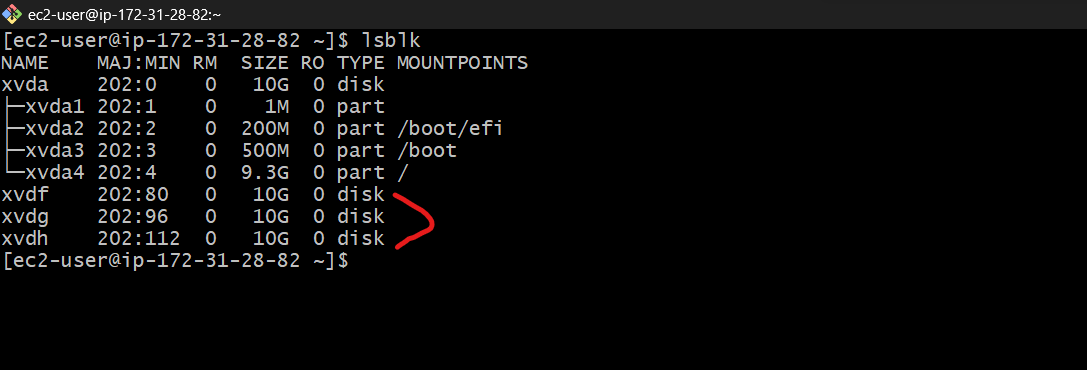 ec2-user@ip-172-31-28-82:~
[ec2-user@ip-172-31-28-82 ~]$ lsblk
NAME    MAJ:MIN RM  SIZE RO TYPE MOUNTPOINTS
xvda    202:0    0   10G  0 disk
├─xvda1 202:1    0    1M  0 part
├─xvda2 202:2    0  200M  0 part /boot/efi
├─xvda3 202:3    0  500M  0 part /boot
└─xvda4 202:4    0  9.3G  0 part /
xvdf    202:80   0   10G  0 disk
xvdg    202:96   0   10G  0 disk
xvdh    202:112  0   10G  0 disk
[ec2-user@ip-172-31-28-82 ~]$